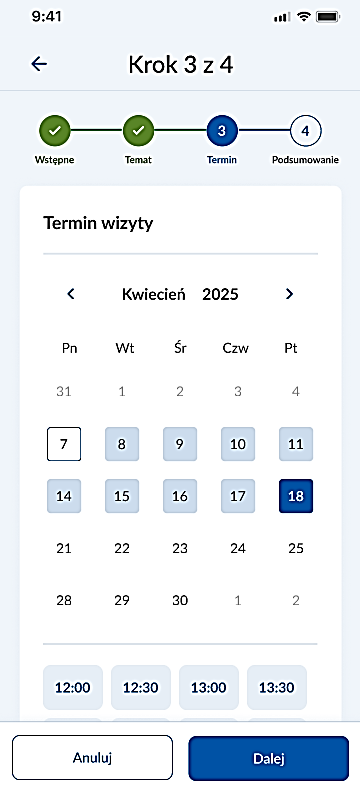 9:41
Krok 3 z 4
3 4
Wstępne Temat Termin Podsumowanie
Termin wizyty
Kwiecień 2025
Pn Wt Śr Czw Pt
31 1 2 3 4
7 8 9 10 11
14 15 16 17 18
21 22 23 24 25
28 29 30 1 2
12:00 12:30 13:00 13:30
Anuluj Dalej